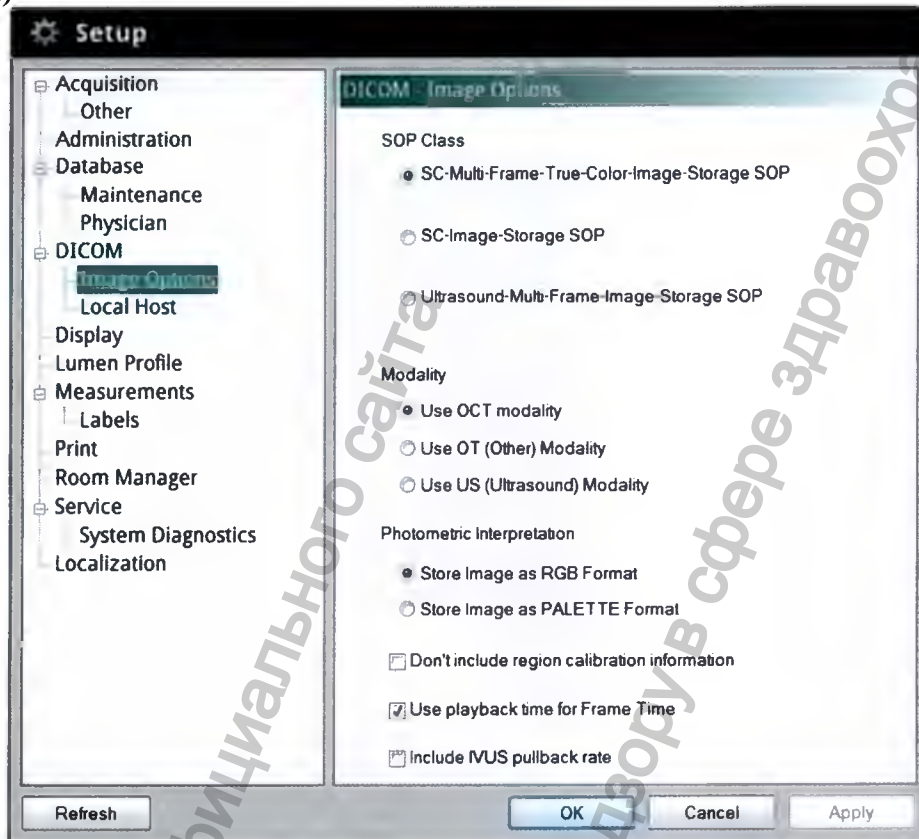 Setup
Acquisition
Other
Administration
Database
Maintenance
Physician
DICOM
Image Options
Local Host
Display
Lumen Profile
Measurements
Labels
Print
Room Manager
Service
System Diagnostics
Localization
Refresh
DICOM - Image Options
SOP Class
SC-Multi-Frame-True-Color-Image-Storage SOP
SC-Image-Storage SOP
Ultrasound-Multi-Frame-Image-Storage SOP
Modality
Use OCT modality
Use OT (Other) Modality
Use US (Ultrasound) Modality
Photometric Interpretation
Store Image as RGB Format
Store Image as PALETTE Format
Don't include region calibration information
Use playback time for Frame Time
Include IVUS pullback rate
OK
Cancel
Apply
сайта
в сфере